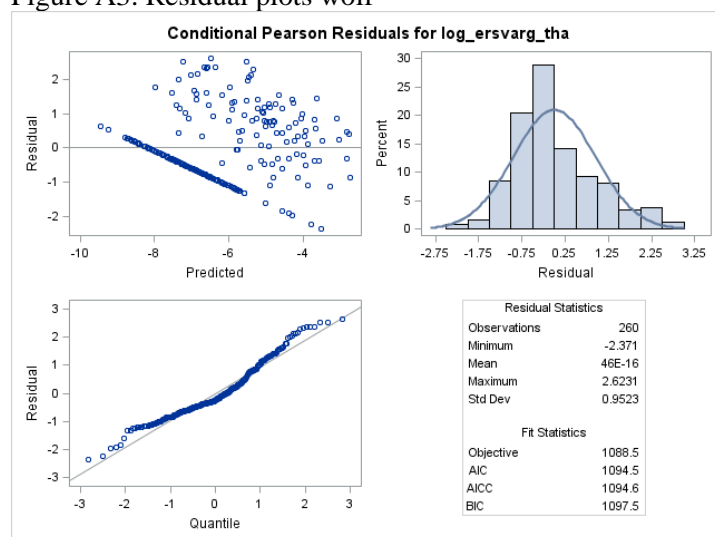 Figure A3: Residual plots wolf
Conditional Pearson Residuals for log_ersvarg_tha
2
1
0
-1
-2
Residual
-10 -8 -6 -4
Predicted
30
25
20
15
10
5
0
Percent
-2.75 -1.75 -0.75 0.25 1.25 2.25 3.25
Residual
3
2
1
0
-1
-2
-3
Residual
-3 -2 -1 0 1 2 3
Quantile
Residual Statistics
Observations 260
Minimum -2.371
Mean 46E-16
Maximum 2.6231
Std Dev 0.9523
Fit Statistics
Objective 1088.5
AIC 1094.5
AICC 1094.6
BIC 1097.5